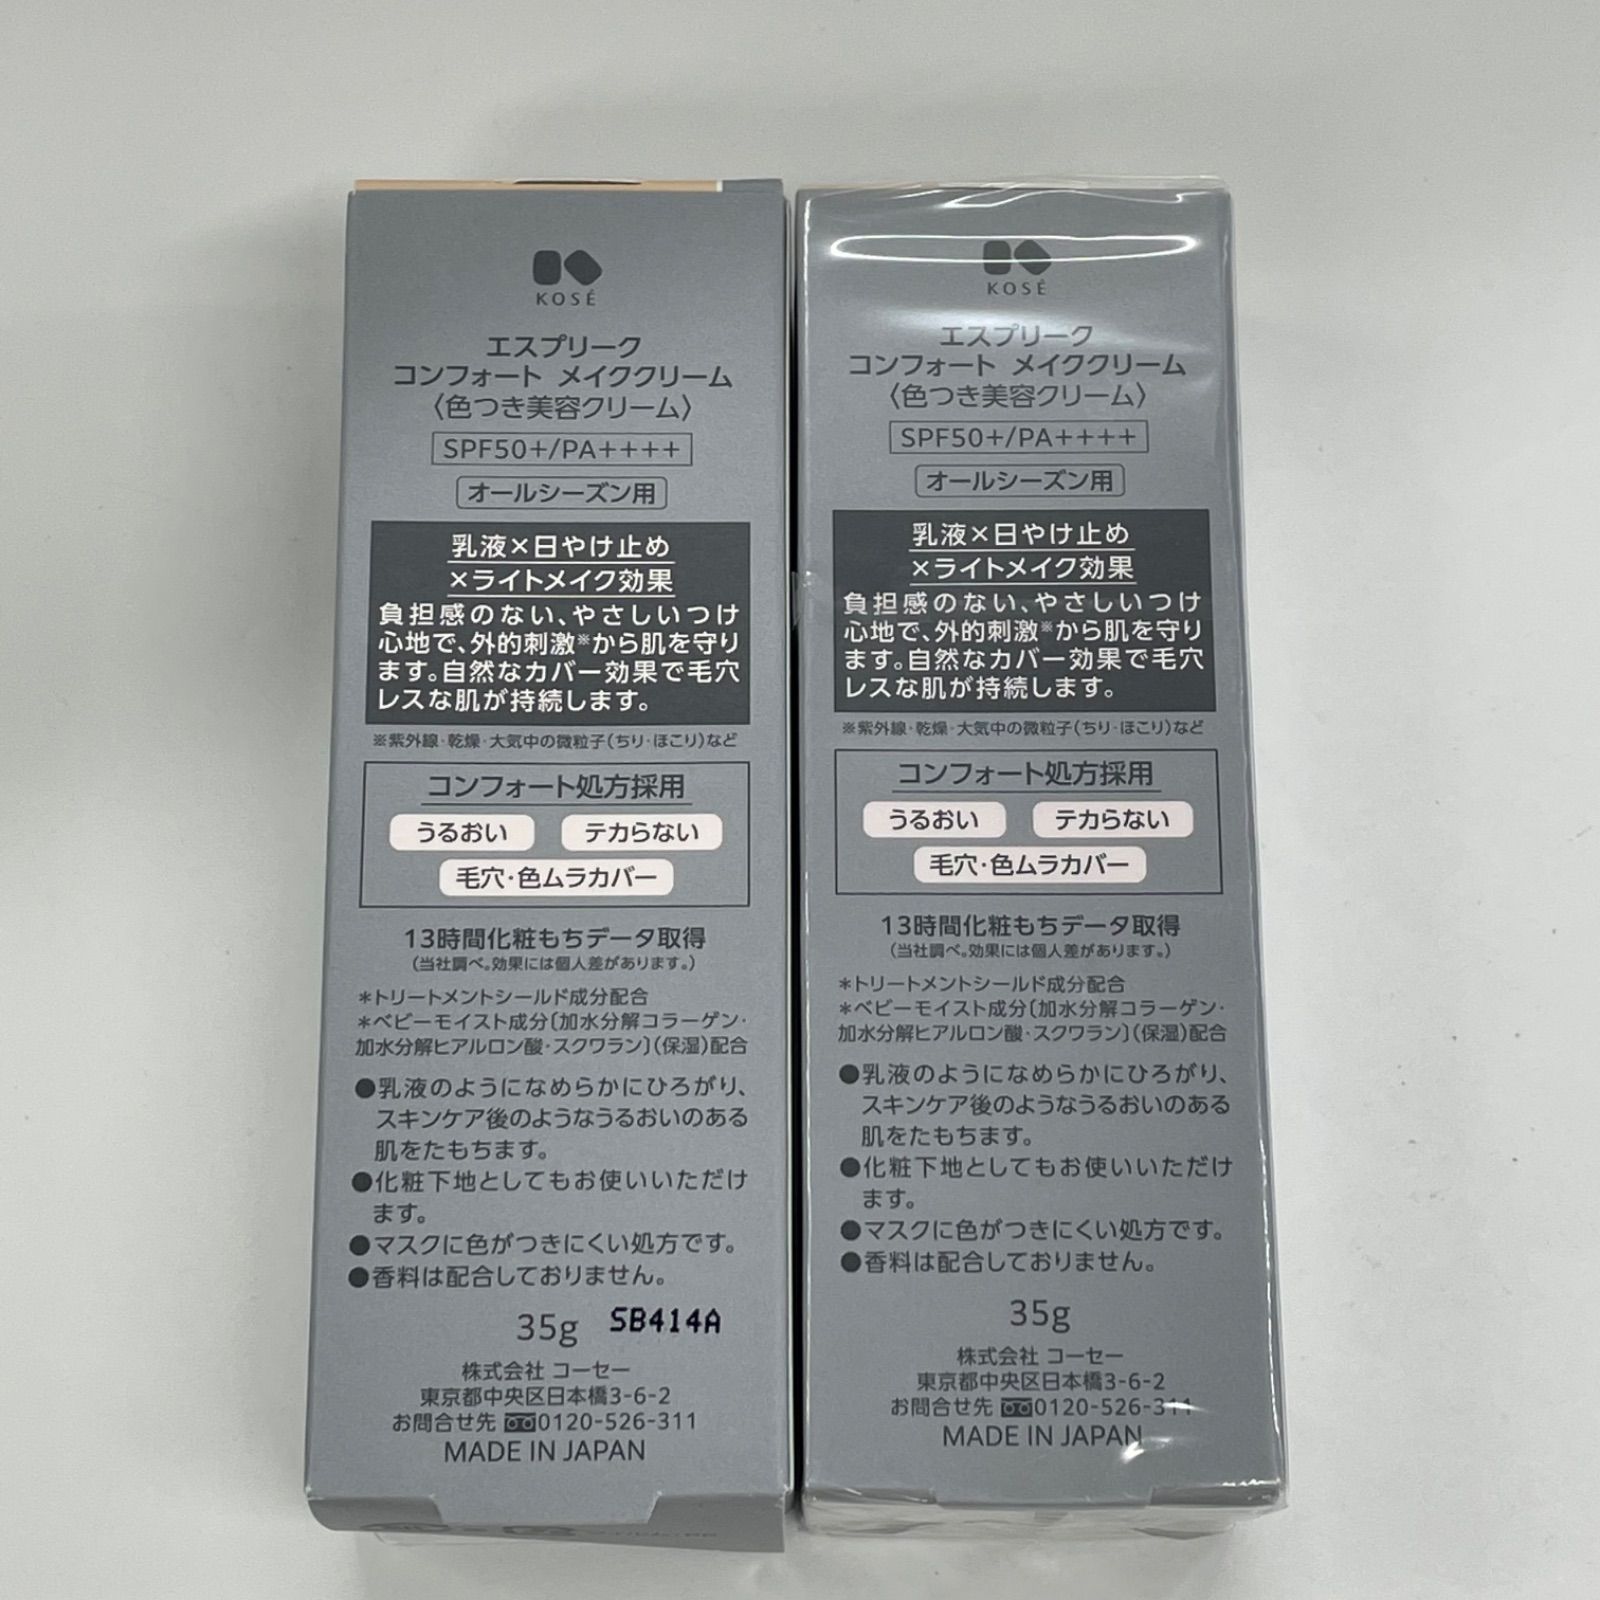 KOSÉ
エスプリーク
コンフォート メイククリーム
〈色つき美容クリーム〉
SPF50+/PA++++
オールシーズン用
乳液×日やけ止め
×ライトメイク効果
負担感のない、やさしいつけ
心地で、外的刺激※から肌を守り
ます。自然なカバー効果で毛穴
レスな肌が持続します。
※紫外線・乾燥・大気中の微粒子(ちり・ほこり)など
コンフォート処方採用
うるおい テカらない
毛穴・色ムラカバー
13時間化粧もちデータ取得
(当社調べ。効果には個人差があります。)
*トリートメントシールド成分配合
*ベビーモイスト成分〔加水分解コラーゲン・
加水分解ヒアルロン酸・スクワラン〕(保湿)配合
●乳液のようになめらかにひろがり、
スキンケア後のようなうるおいのある
肌をたもちます。
●化粧下地としてもお使いいただけ
ます。
●マスクに色がつきにくい処方です。
●香料は配合しておりません。
35g SB414A
株式会社 コーセー
東京都中央区日本橋3-6-2
お問合せ先 0120-526-311
MADE IN JAPAN
KOSÉ
エスプリーク
コンフォート メイククリーム
〈色つき美容クリーム〉
SPF50+/PA++++
オールシーズン用
乳液×日やけ止め
×ライトメイク効果
負担感のない、やさしいつけ
心地で、外的刺激※から肌を守り
ます。自然なカバー効果で毛穴
レスな肌が持続します。
※紫外線・乾燥・大気中の微粒子(ちり・ほこり)など
コンフォート処方採用
うるおい テカらない
毛穴・色ムラカバー
13時間化粧もちデータ取得
(当社調べ。効果には個人差があります。)
*トリートメントシールド成分配合
*ベビーモイスト成分〔加水分解コラーゲン・
加水分解ヒアルロン酸・スクワラン〕(保湿)配合
●乳液のようになめらかにひろがり、
スキンケア後のようなうるおいのある
肌をたもちます。
●化粧下地としてもお使いいただけ
ます。
●マスクに色がつきにくい処方です。
●香料は配合しておりません。
35g
株式会社 コーセー
東京都中央区日本橋3-6-2
お問合せ先 0120-526-311
MADE IN JAPAN